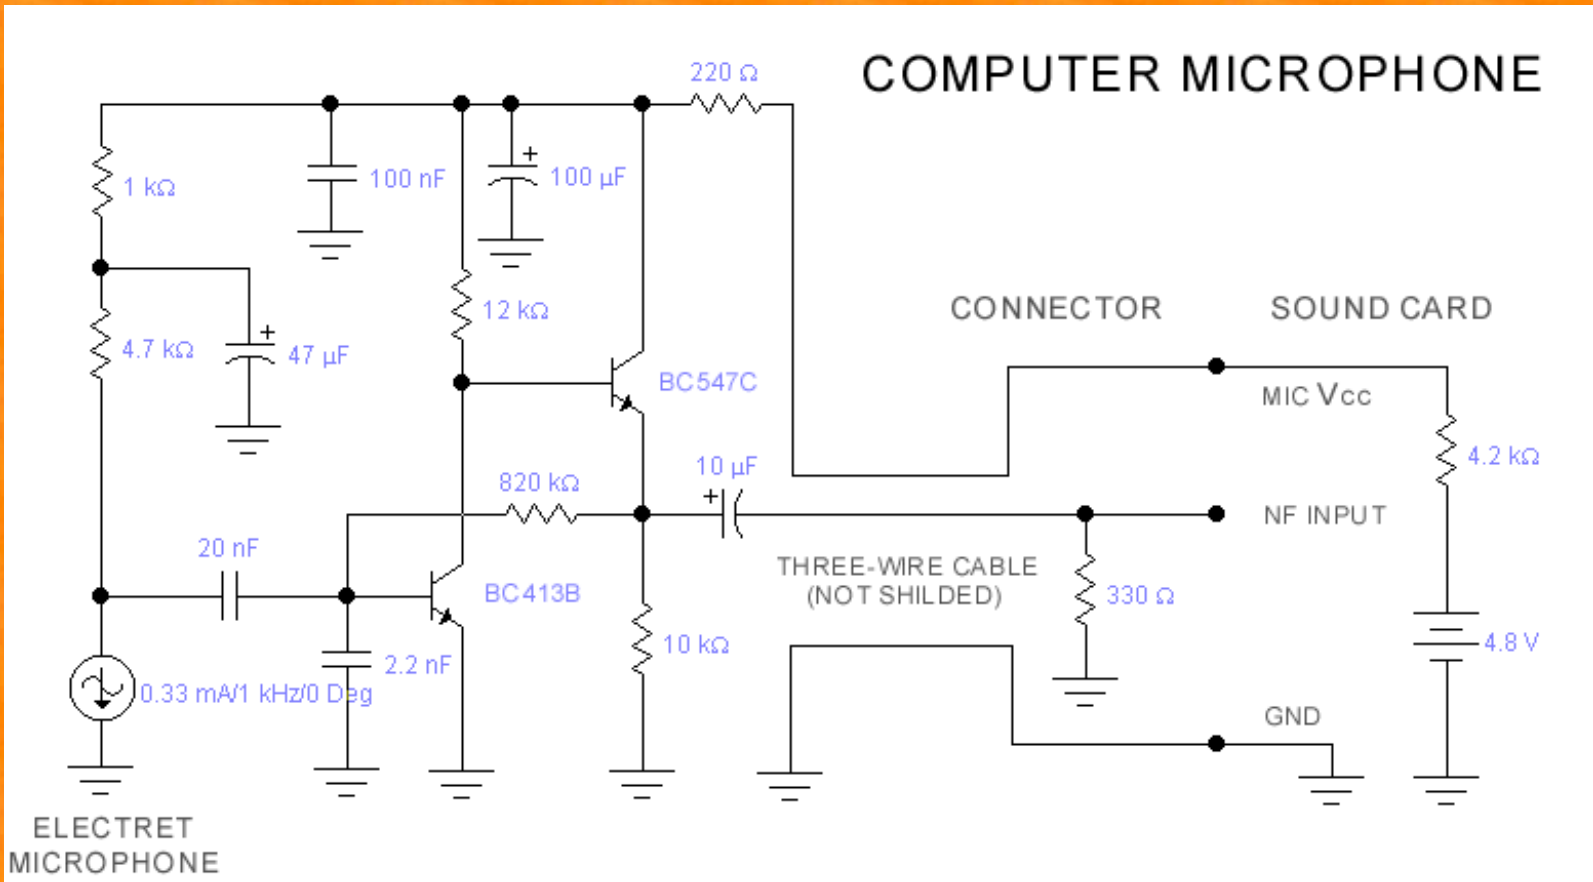 COMPUTER MICROPHONE
220 Ω
1 kΩ
100 nF
+
100 µF
12 kΩ
4.7 kΩ
+
47 µF
BC547C
CONNECTOR
SOUND CARD
MIC Vcc
4.2 kΩ
10 µF
+
820 kΩ
NF INPUT
20 nF
BC413B
THREE-WIRE CABLE
(NOT SHILDED)
330 Ω
10 kΩ
2.2 nF
4.8 V
0.33 mA/1 kHz/0 Deg
GND
ELECTRET
MICROPHONE